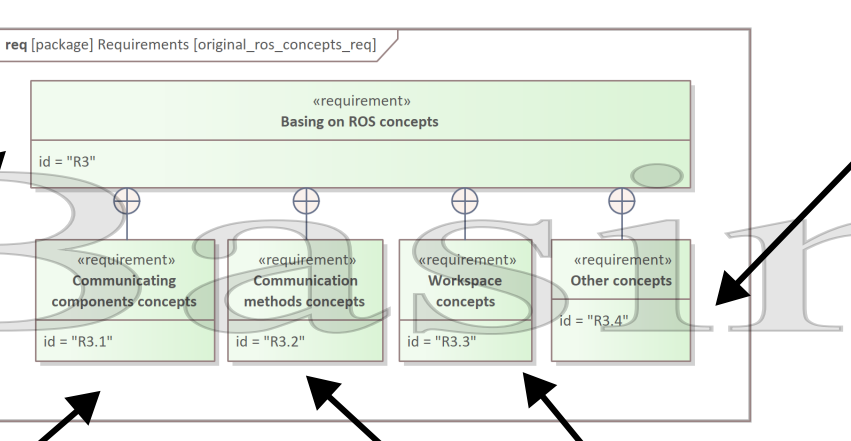 req [package] Requirements [original_ros_concepts_req]
«requirement»
Basing on ROS concepts
id = "R3"
«requirement»
Communicating
components concepts
id = "R3.1"
«requirement»
Communication
methods concepts
id = "R3.2"
«requirement»
Workspace
concepts
id = "R3.3"
«requirement»
Other concepts
id = "R3.4"
Basin